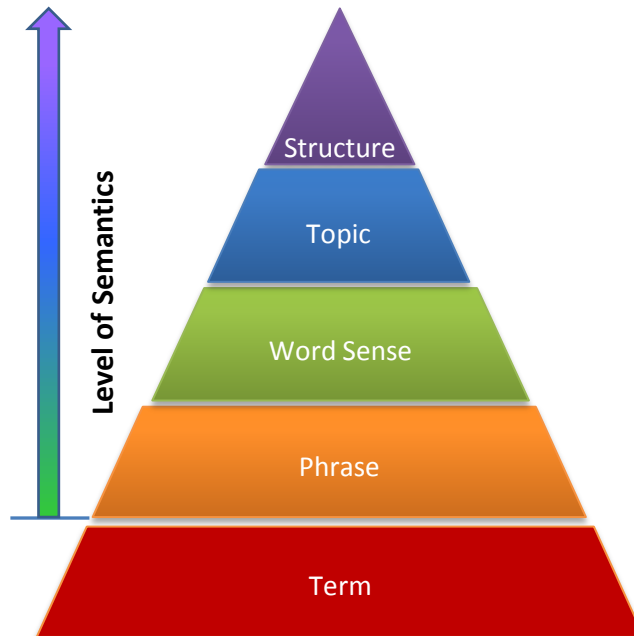 Structure
Topic
Word Sense
Phrase
Term
Level of Semantics